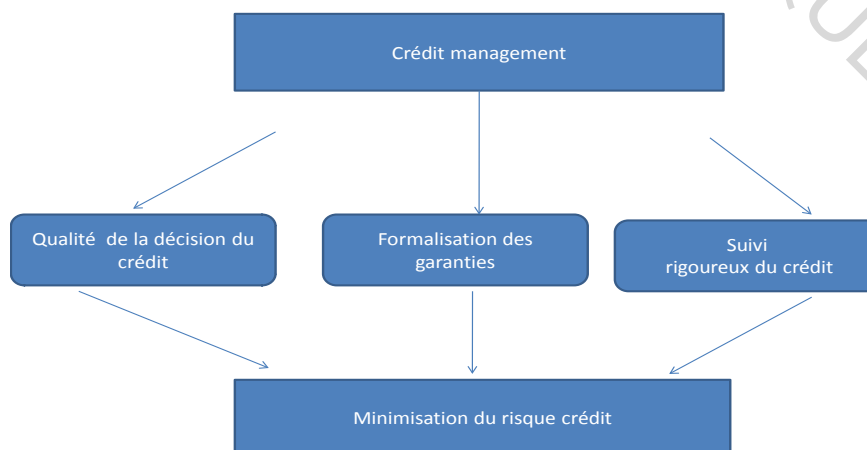 Crédit management
Qualité de la décision du
crédit
Formalisation des
garanties
Suivi
rigoureux du crédit
Minimisation du risque crédit